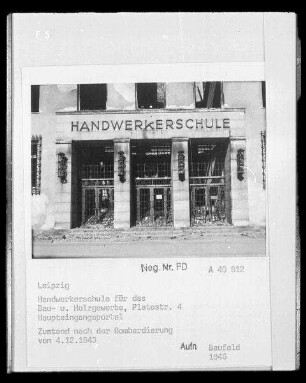 F 5
HANDWERKERSCHULE
Neg. Nr. FD A 40 812
Leipzig
Handwerkerschule für das
Bau- u. Holzgewerbe, Platostr. 4
Haupteingangsportal
Zustand nach der Bombardierung
vom 4.12.1943
Aufn Baufeld
1946